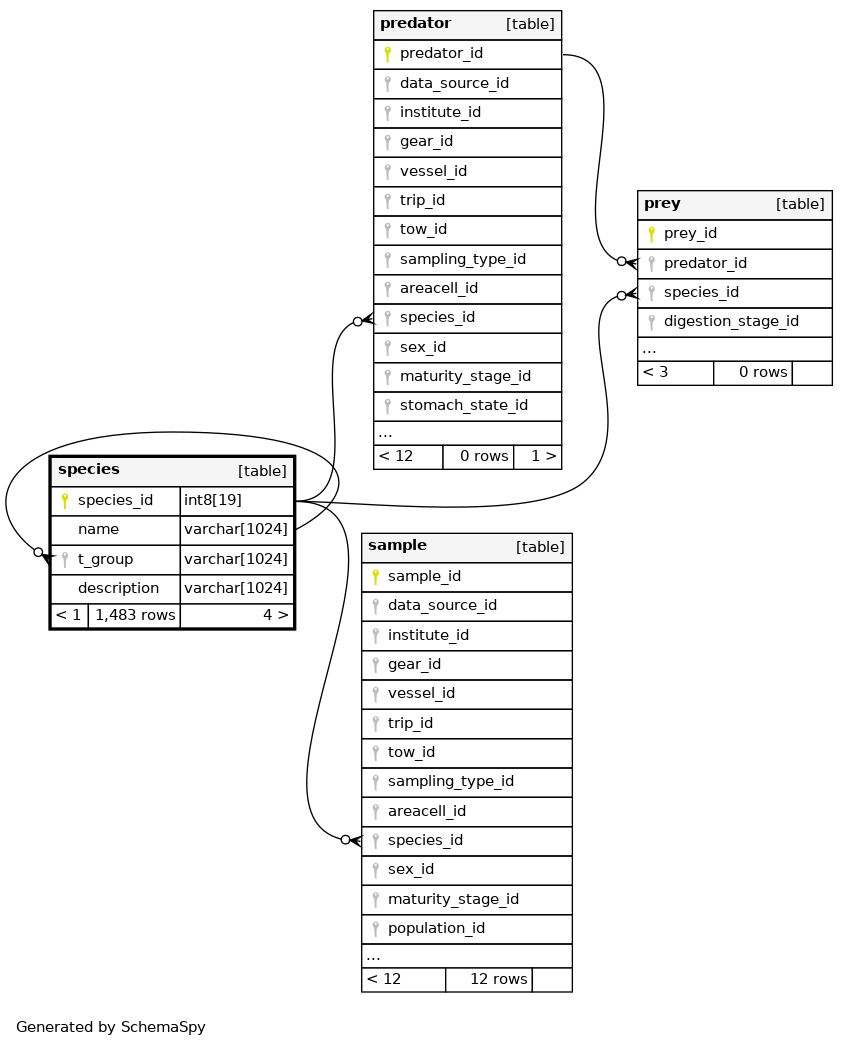 predator [table]
predator_id
data_source_id
institute_id
gear_id
vessel_id
trip_id
tow_id
sampling_type_id
areacell_id
species_id
sex_id
maturity_stage_id
stomach_state_id
...
< 12 0 rows 1 >
prey [table]
prey_id
predator_id
species_id
digestion_stage_id
...
< 3 0 rows
species [table]
species_id int8[19]
name varchar[1024]
t_group varchar[1024]
description varchar[1024]
< 1 1,483 rows 4 >
sample [table]
sample_id
data_source_id
institute_id
gear_id
vessel_id
trip_id
tow_id
sampling_type_id
areacell_id
species_id
sex_id
maturity_stage_id
population_id
...
< 12 12 rows
Generated by SchemaSpy